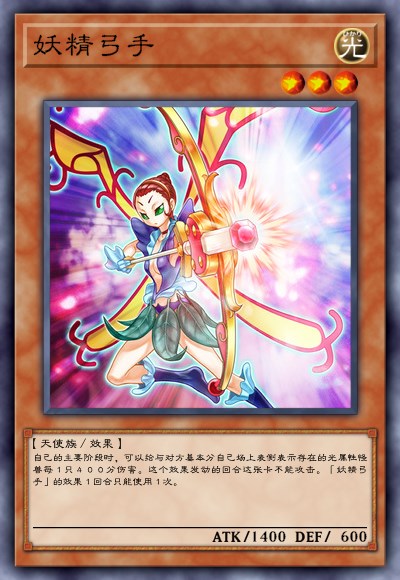 妖精弓手
ひかり
光
【天使族／效果】
自己的主要阶段时，可以给与对方基本分自己场上表侧表示存在的光属性怪
兽每１只４００分伤害。这个效果发动的回合这张卡不能攻击。「妖精弓
手」的效果１回合只能使用１次。
ATK/1400 DEF/ 600